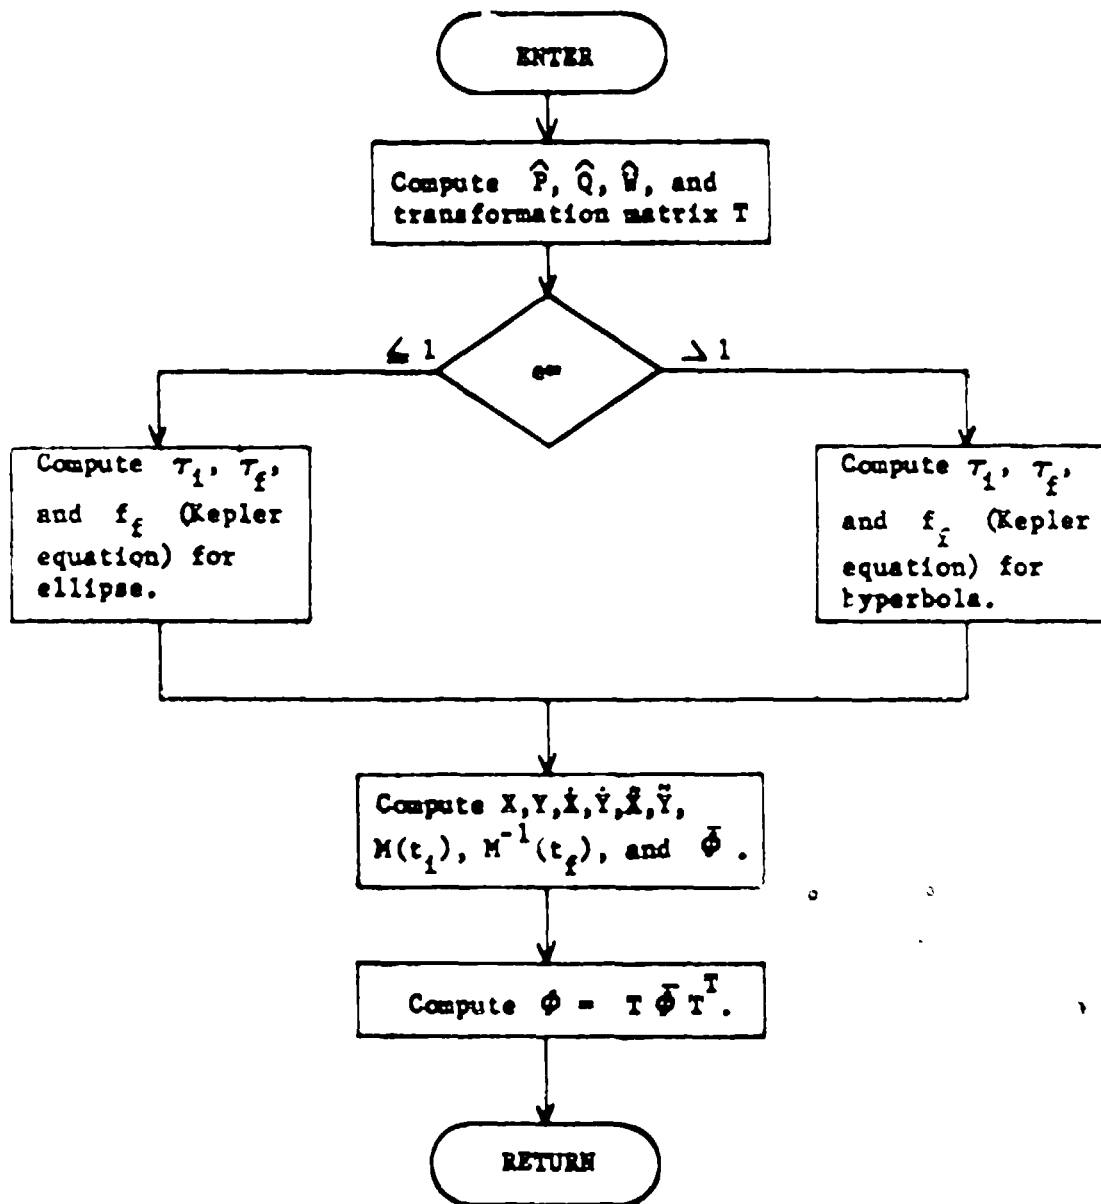 ENTER
Compute P̂, Q̂, Ŵ, and
transformation matrix T
≤ 1
> 1
e=
Compute τ_i, τ_f,
and f_f (Kepler
equation) for
ellipse.
Compute τ_i, τ_f,
and f_f (Kepler
equation) for
hyperbola.
Compute X,Y,Ẋ,Ẏ,Ẍ,Ÿ,
M(t_i), M^-1(t_f), and Φ̄ .
Compute Φ = T Φ̄ T^T.
RETURN